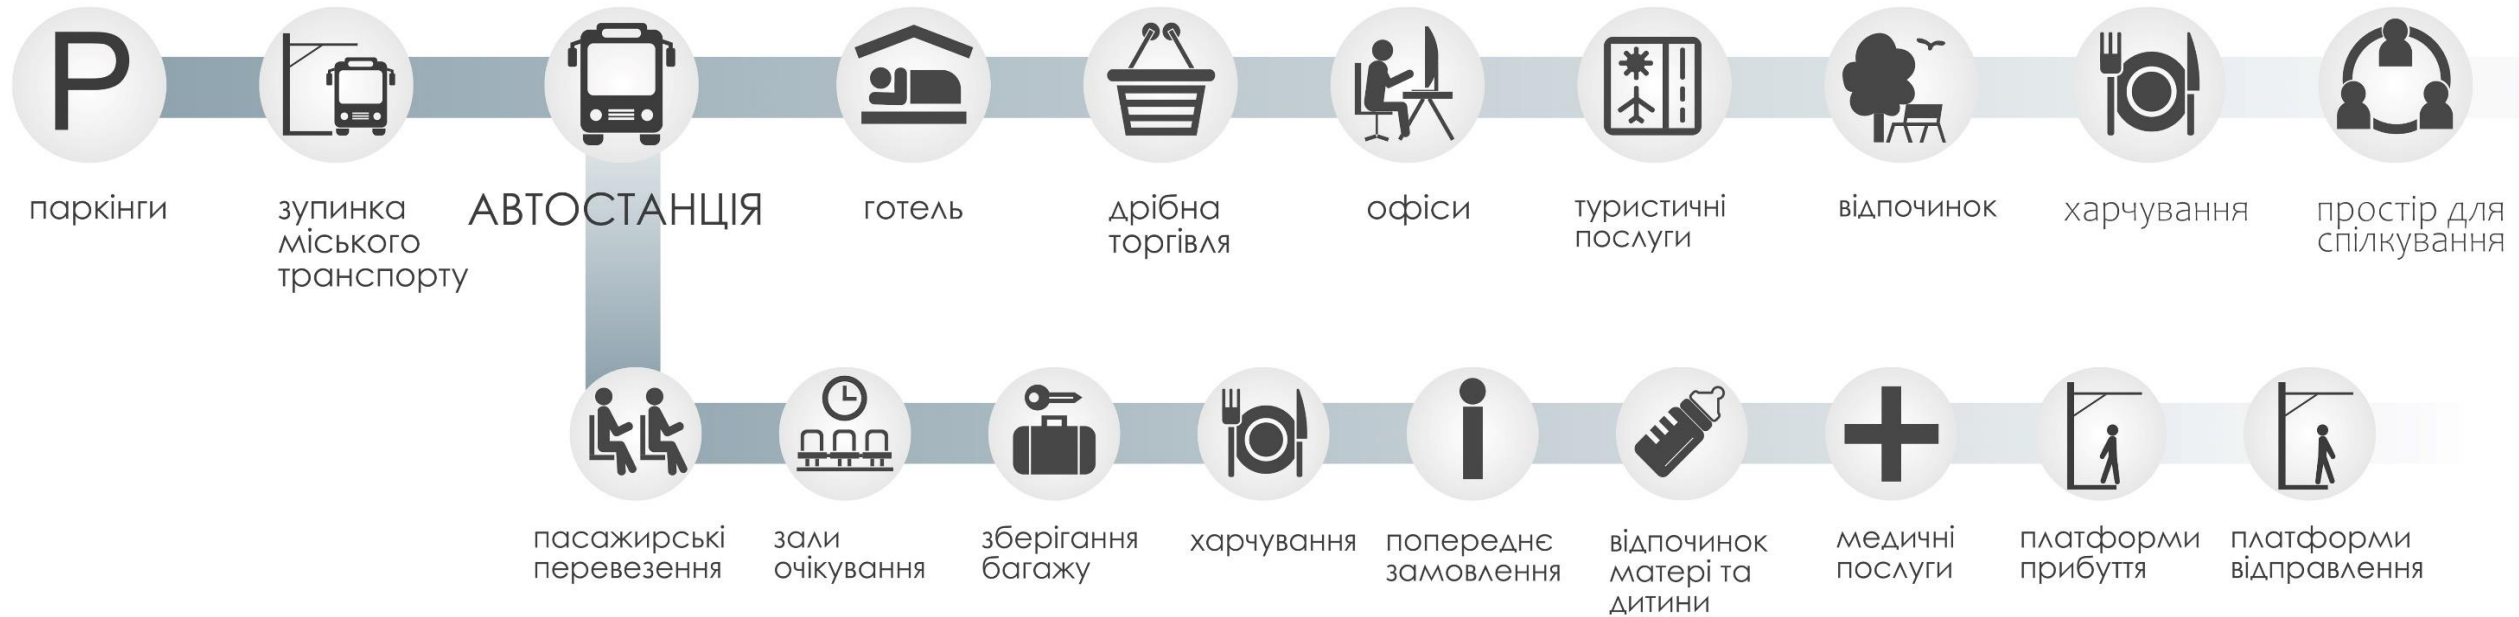 P
паркінги
зупинка
міського
транспорту
АВТОСТАНЦІЯ
готель
дрібна
торгівля
офіси
туристичні
послуги
відпочинок
харчування
простір для
спілкування
пасажирські
перевезення
зали
очікування
зберігання
багажу
харчування
попереднє
замовлення
відпочинок
матері та
дитини
медичні
послуги
платформи
прибуття
платформи
відправлення